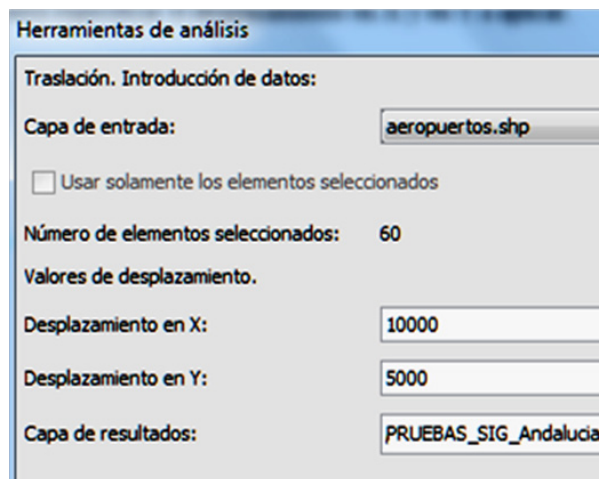 Herramientas de análisis
Traslación. Introducción de datos:
Capa de entrada: aeropuertos.shp
Usar solamente los elementos seleccionados
Número de elementos seleccionados: 60
Valores de desplazamiento.
Desplazamiento en X: 10000
Desplazamiento en Y: 5000
Capa de resultados: PRUEBAS_SIG_Andalucia